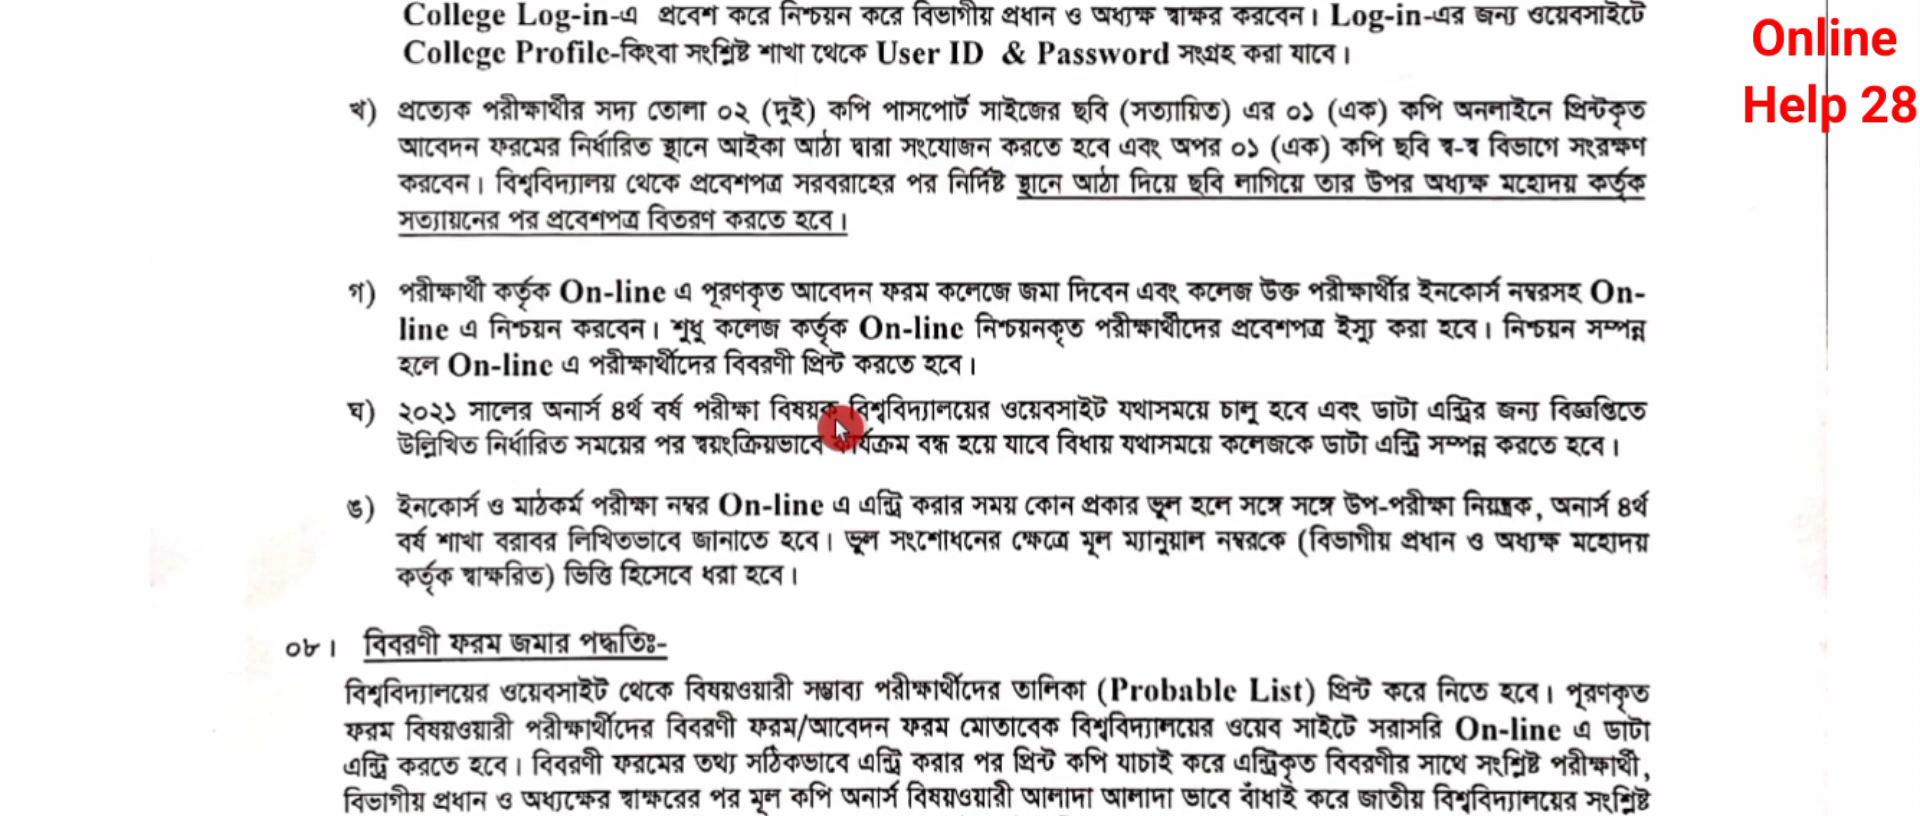 College Log-in-এ প্রবেশ করে নিশ্চয়ন করে বিভাগীয় প্রধান ও অধ্যক্ষ স্বাক্ষর করবেন। Log-in-এর জন্য ওয়েবসাইটে
College Profile-কিংবা সংশ্লিষ্ট শাখা থেকে User ID & Password সংগ্রহ করা যাবে।
Online
Help 28
খ) প্রত্যেক পরীক্ষার্থীর সদ্য তোলা ০২ (দুই) কপি পাসপোর্ট সাইজের ছবি (সত্যায়িত) এর ০১ (এক) কপি অনলাইনে প্রিন্টকৃত
আবেদন ফরমের নির্ধারিত স্থানে আইকা আঠা দ্বারা সংযোজন করতে হবে এবং অপর ০১ (এক) কপি ছবি স্ব-স্ব বিভাগে সংরক্ষণ
করবেন। বিশ্ববিদ্যালয় থেকে প্রবেশপত্র সরবরাহের পর নির্দিষ্ট স্থানে আঠা দিয়ে ছবি লাগিয়ে তার উপর অধ্যক্ষ মহোদয় কর্তৃক
সত্যায়নের পর প্রবেশপত্র বিতরণ করতে হবে।
গ) পরীক্ষার্থী কর্তৃক On-line এ পূরণকৃত আবেদন ফরম কলেজে জমা দিবেন এবং কলেজ উক্ত পরীক্ষার্থীর ইনকোর্স নম্বরসহ On-
line এ নিশ্চয়ন করবেন। শুধু কলেজ কর্তৃক On-line নিশ্চয়নকৃত পরীক্ষার্থীদের প্রবেশপত্র ইস্যু করা হবে। নিশ্চয়ন সম্পন্ন
হলে On-line এ পরীক্ষার্থীদের বিবরণী প্রিন্ট করতে হবে।
ঘ) ২০২১ সালের অনার্স ৪র্থ বর্ষ পরীক্ষা বিষয়ক বিশ্ববিদ্যালয়ের ওয়েবসাইট যথাসময়ে চালু হবে এবং ডাটা এন্ট্রির জন্য বিজ্ঞপ্তিতে
উল্লিখিত নির্ধারিত সময়ের পর স্বয়ংক্রিয়ভাবে কার্যক্রম বন্ধ হয়ে যাবে বিধায় যথাসময়ে কলেজকে ডাটা এন্ট্রি সম্পন্ন করতে হবে।
ঙ) ইনকোর্স ও মাঠকর্ম পরীক্ষা নম্বর On-line এ এন্ট্রি করার সময় কোন প্রকার ভুল হলে সঙ্গে সঙ্গে উপ-পরীক্ষা নিয়ন্ত্রক, অনার্স ৪র্থ
বর্ষ শাখা বরাবর লিখিতভাবে জানাতে হবে। ভুল সংশোধনের ক্ষেত্রে মূল ম্যানুয়াল নম্বরকে (বিভাগীয় প্রধান ও অধ্যক্ষ মহোদয়
কর্তৃক স্বাক্ষরিত) ভিত্তি হিসেবে ধরা হবে।
০৮। বিবরণী ফরম জমার পদ্ধতিঃ-
বিশ্ববিদ্যালয়ের ওয়েবসাইট থেকে বিষয়ওয়ারী সম্ভাব্য পরীক্ষার্থীদের তালিকা (Probable List) প্রিন্ট করে নিতে হবে। পূরণকৃত
ফরম বিষয়ওয়ারী পরীক্ষার্থীদের বিবরণী ফরম/আবেদন ফরম মোতাবেক বিশ্ববিদ্যালয়ের ওয়েব সাইটে সরাসরি On-line এ ডাটা
এন্ট্রি করতে হবে। বিবরণী ফরমের তথ্য সঠিকভাবে এন্ট্রি করার পর প্রিন্ট কপি যাচাই করে এন্ট্রিকৃত বিবরণীর সাথে সংশ্লিষ্ট পরীক্ষার্থী,
বিভাগীয় প্রধান ও অধ্যক্ষের স্বাক্ষরের পর মূল কপি অনার্স বিষয়ওয়ারী আলাদা আলাদা ভাবে বাঁধাই করে জাতীয় বিশ্ববিদ্যালয়ের সংশ্লিষ্ট